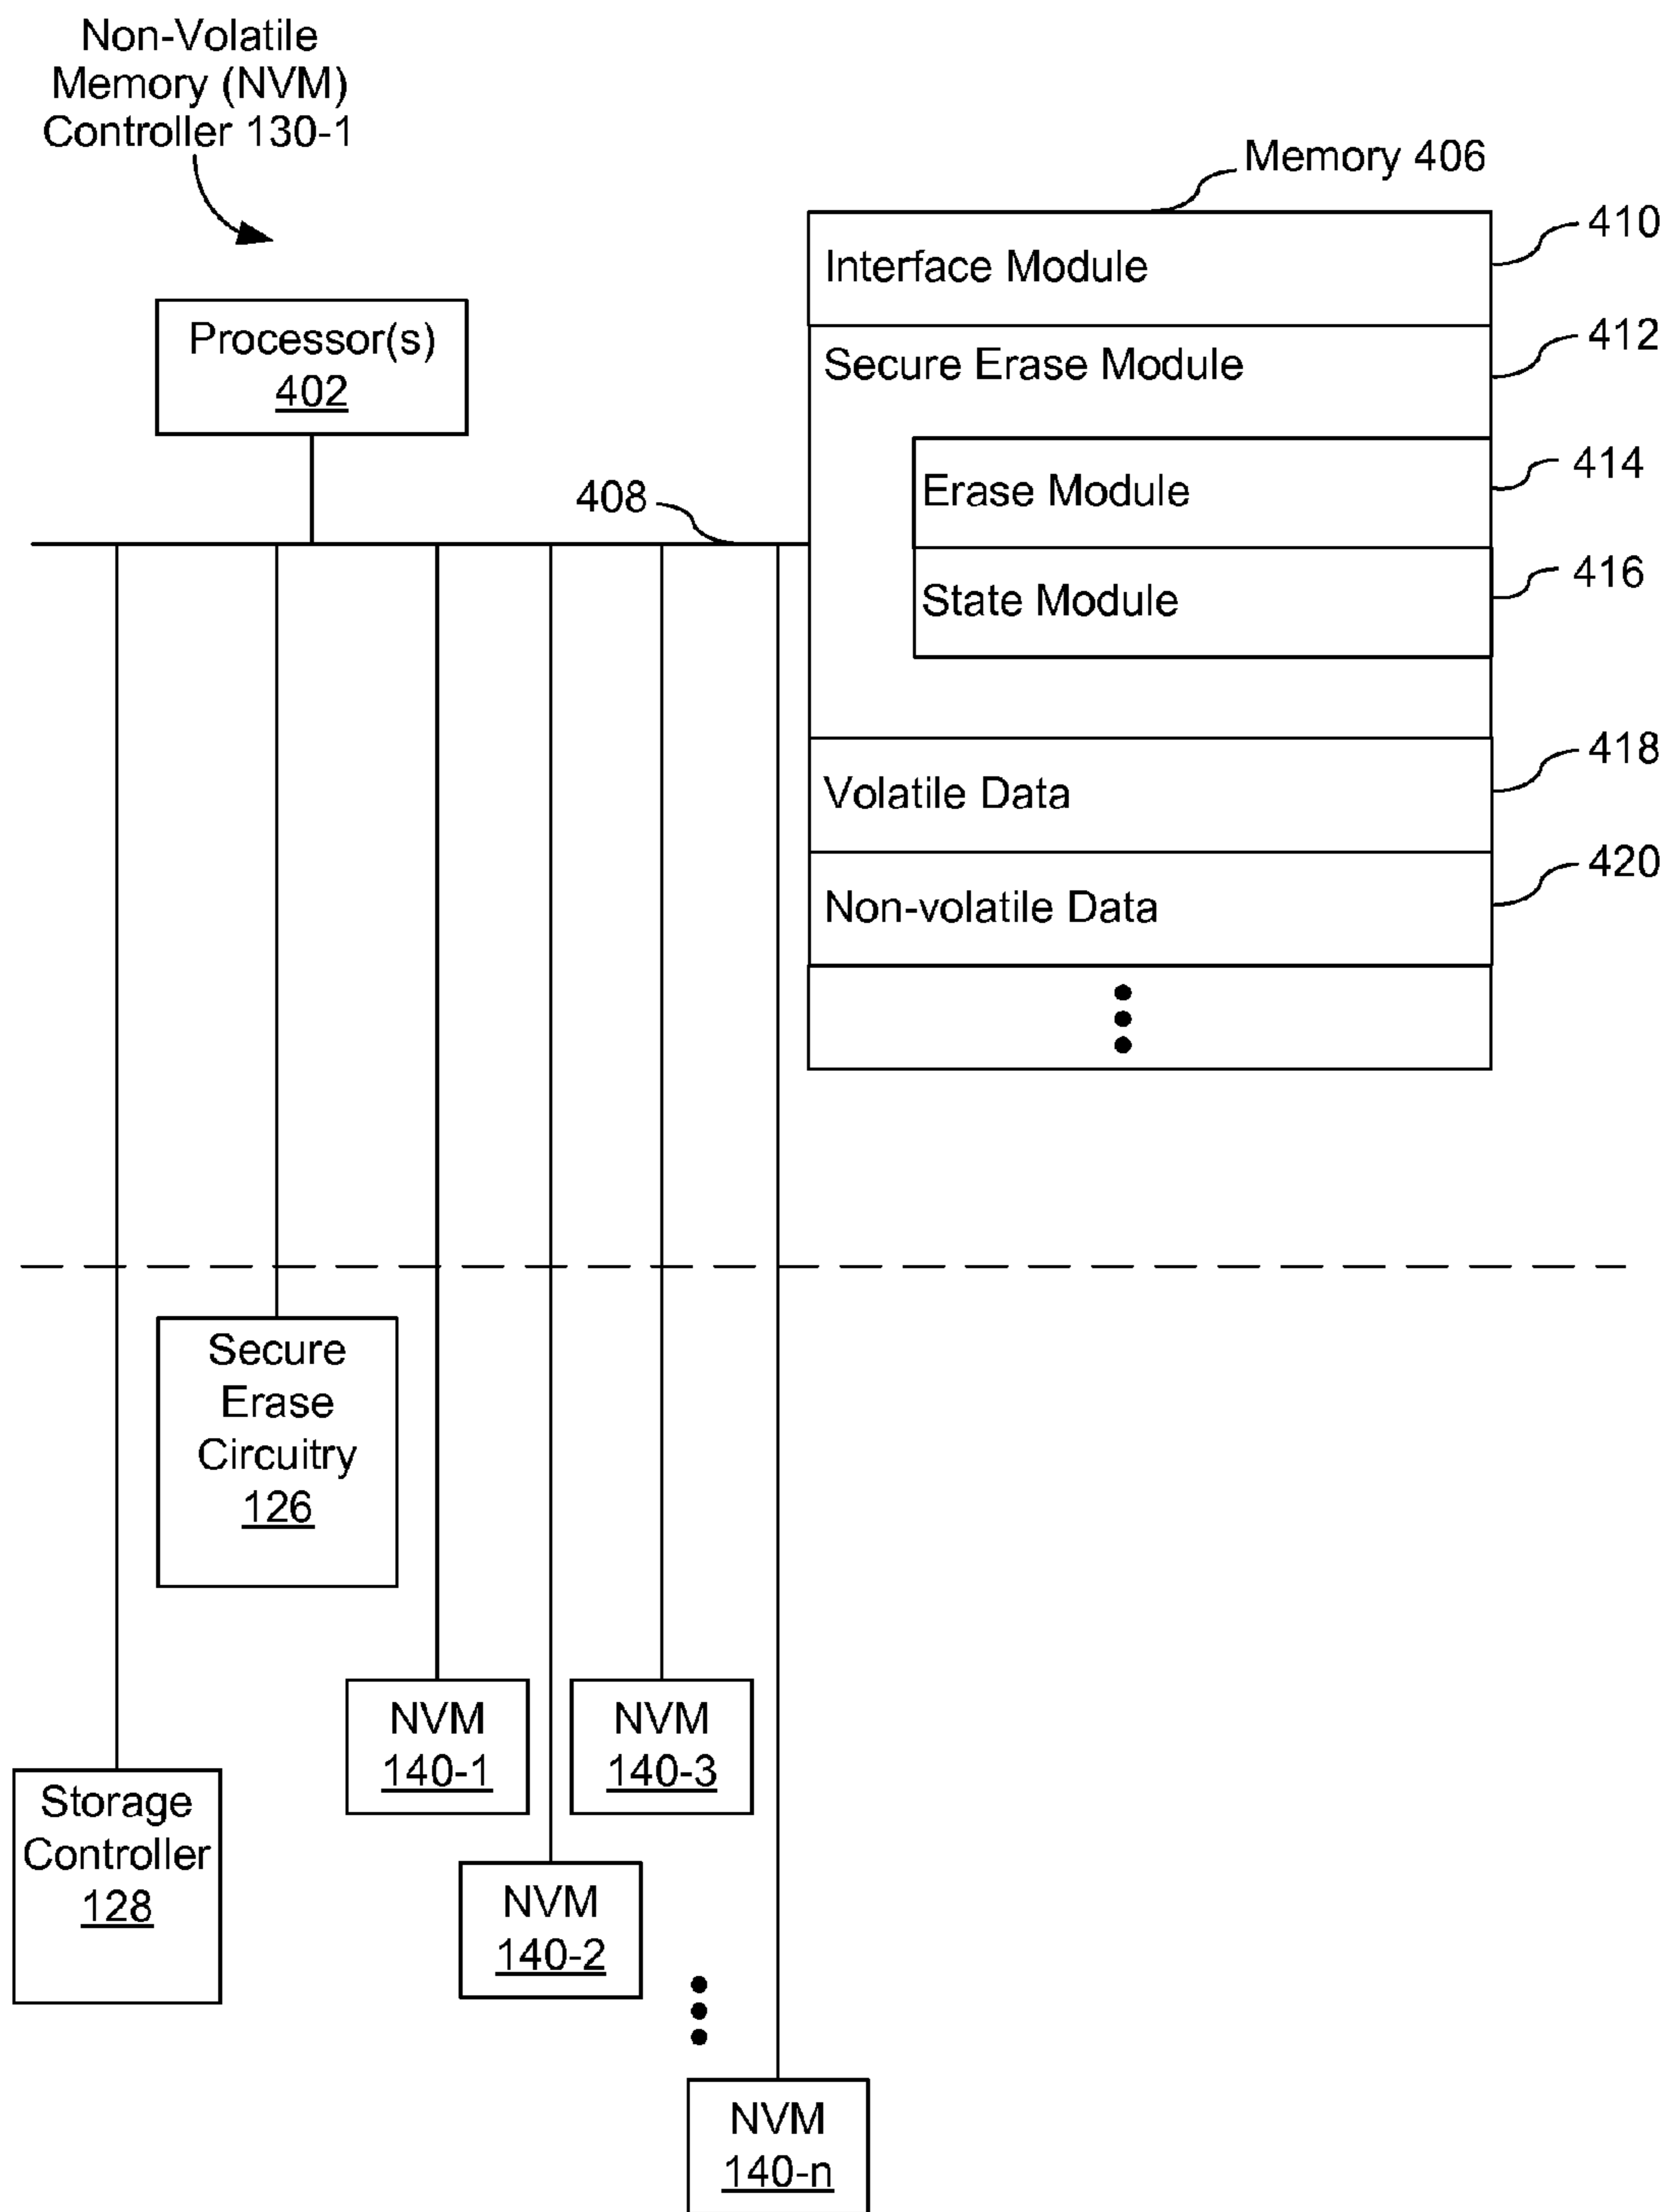 Non-Volatile
Memory (NVM)
Controller 130-1
Memory 406
410
Interface Module
412
Processor(s)
402
Secure Erase Module
414
408
Erase Module
416
State Module
418
Volatile Data
420
Non-volatile Data
Secure
Erase
Circuitry
126
NVM
140-1
NVM
140-3
Storage
Controller
128
NVM
140-2
NVM
140-n